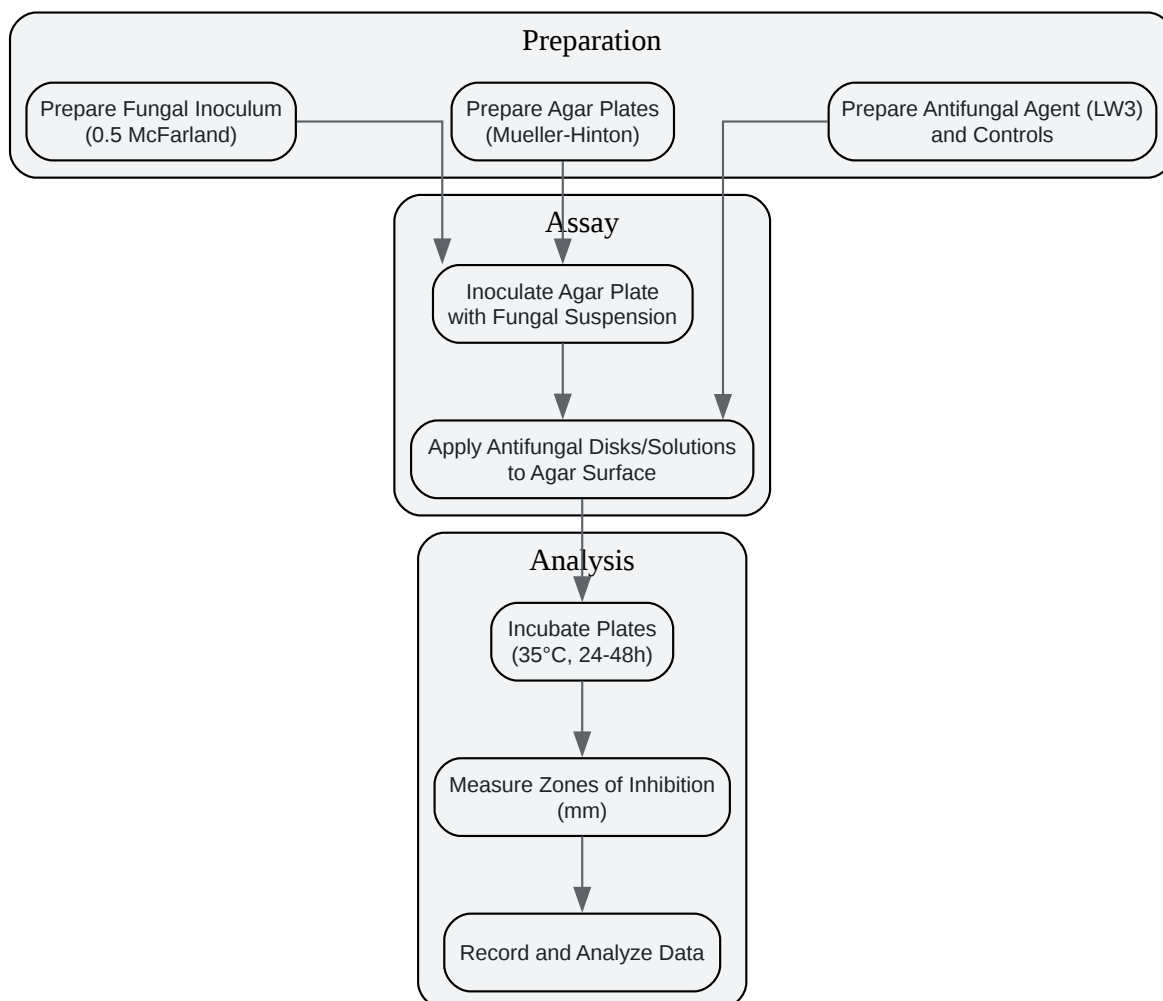 Preparation
Prepare Fungal Inoculum
(0.5 McFarland)
Prepare Agar Plates
(Mueller-Hinton)
Prepare Antifungal Agent (LW3)
and Controls
Assay
Inoculate Agar Plate
with Fungal Suspension
Apply Antifungal Disks/Solutions
to Agar Surface
Analysis
Incubate Plates
(35°C, 24-48h)
Measure Zones of Inhibition
(mm)
Record and Analyze Data